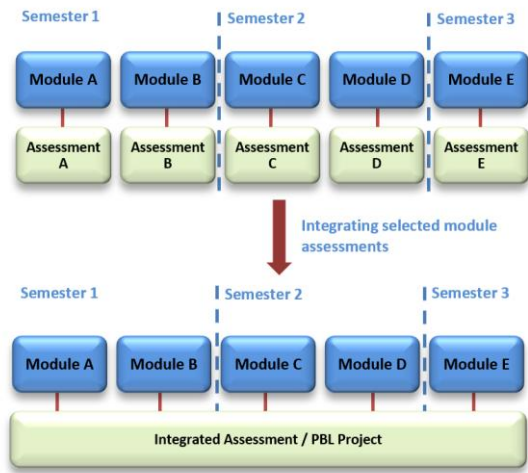 Semester 1
Semester 2
Semester 3
Module A
Module B
Module C
Module D
Module E
Assessment
A
Assessment
B
Assessment
C
Assessment
D
Assessment
E
Integrating selected module
assessments
Semester 1
Semester 2
Semester 3
Module A
Module B
Module C
Module D
Module E
Integrated Assessment / PBL Project